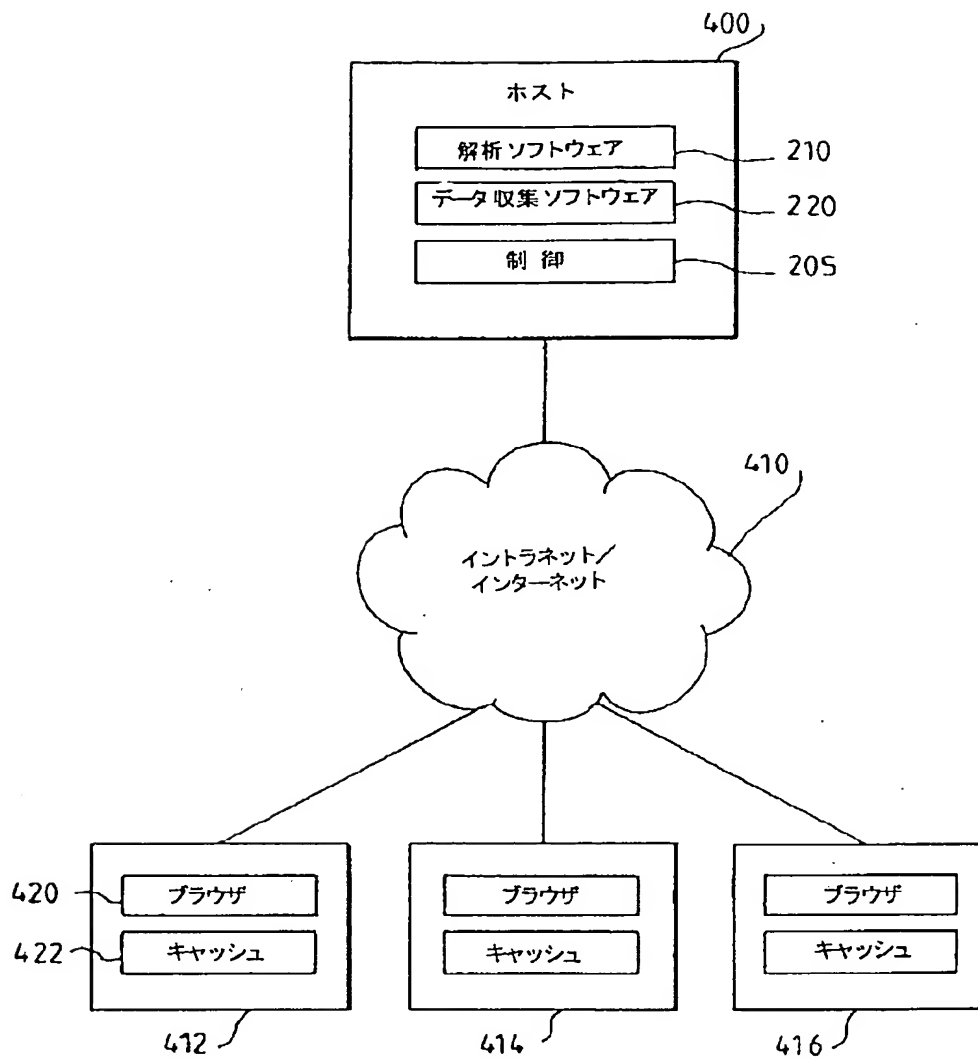 400
ホスト
解析ソフトウェア
210
データ収集ソフトウェア
220
制御
205
410
イントラネット/
インターネット
420
ブラウザ
ブラウザ
ブラウザ
422
キャッシュ
キャッシュ
キャッシュ
412
414
416